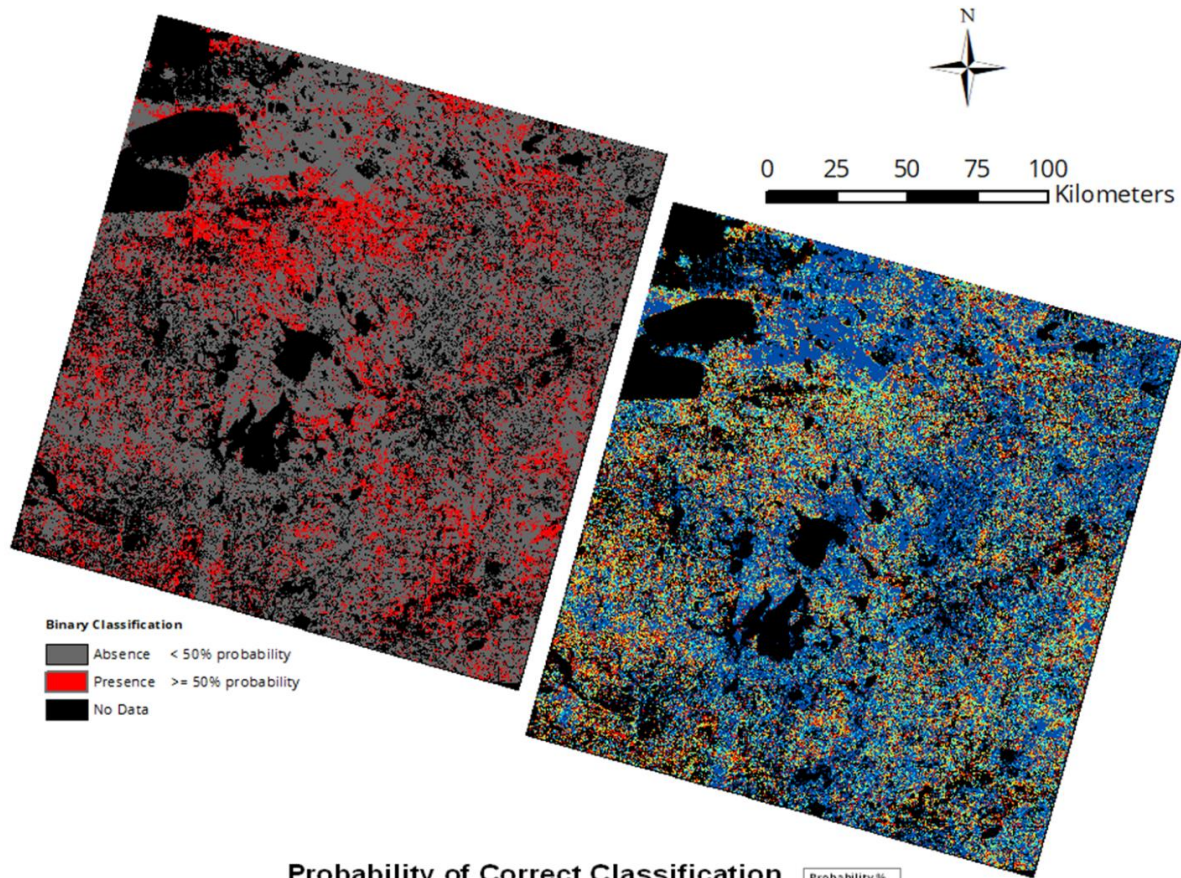 N
0 25 50 75 100
Kilometers
Binary Classification
Absence < 50% probability
Presence >= 50% probability
No Data
Probability of Correct Classification
Probability%